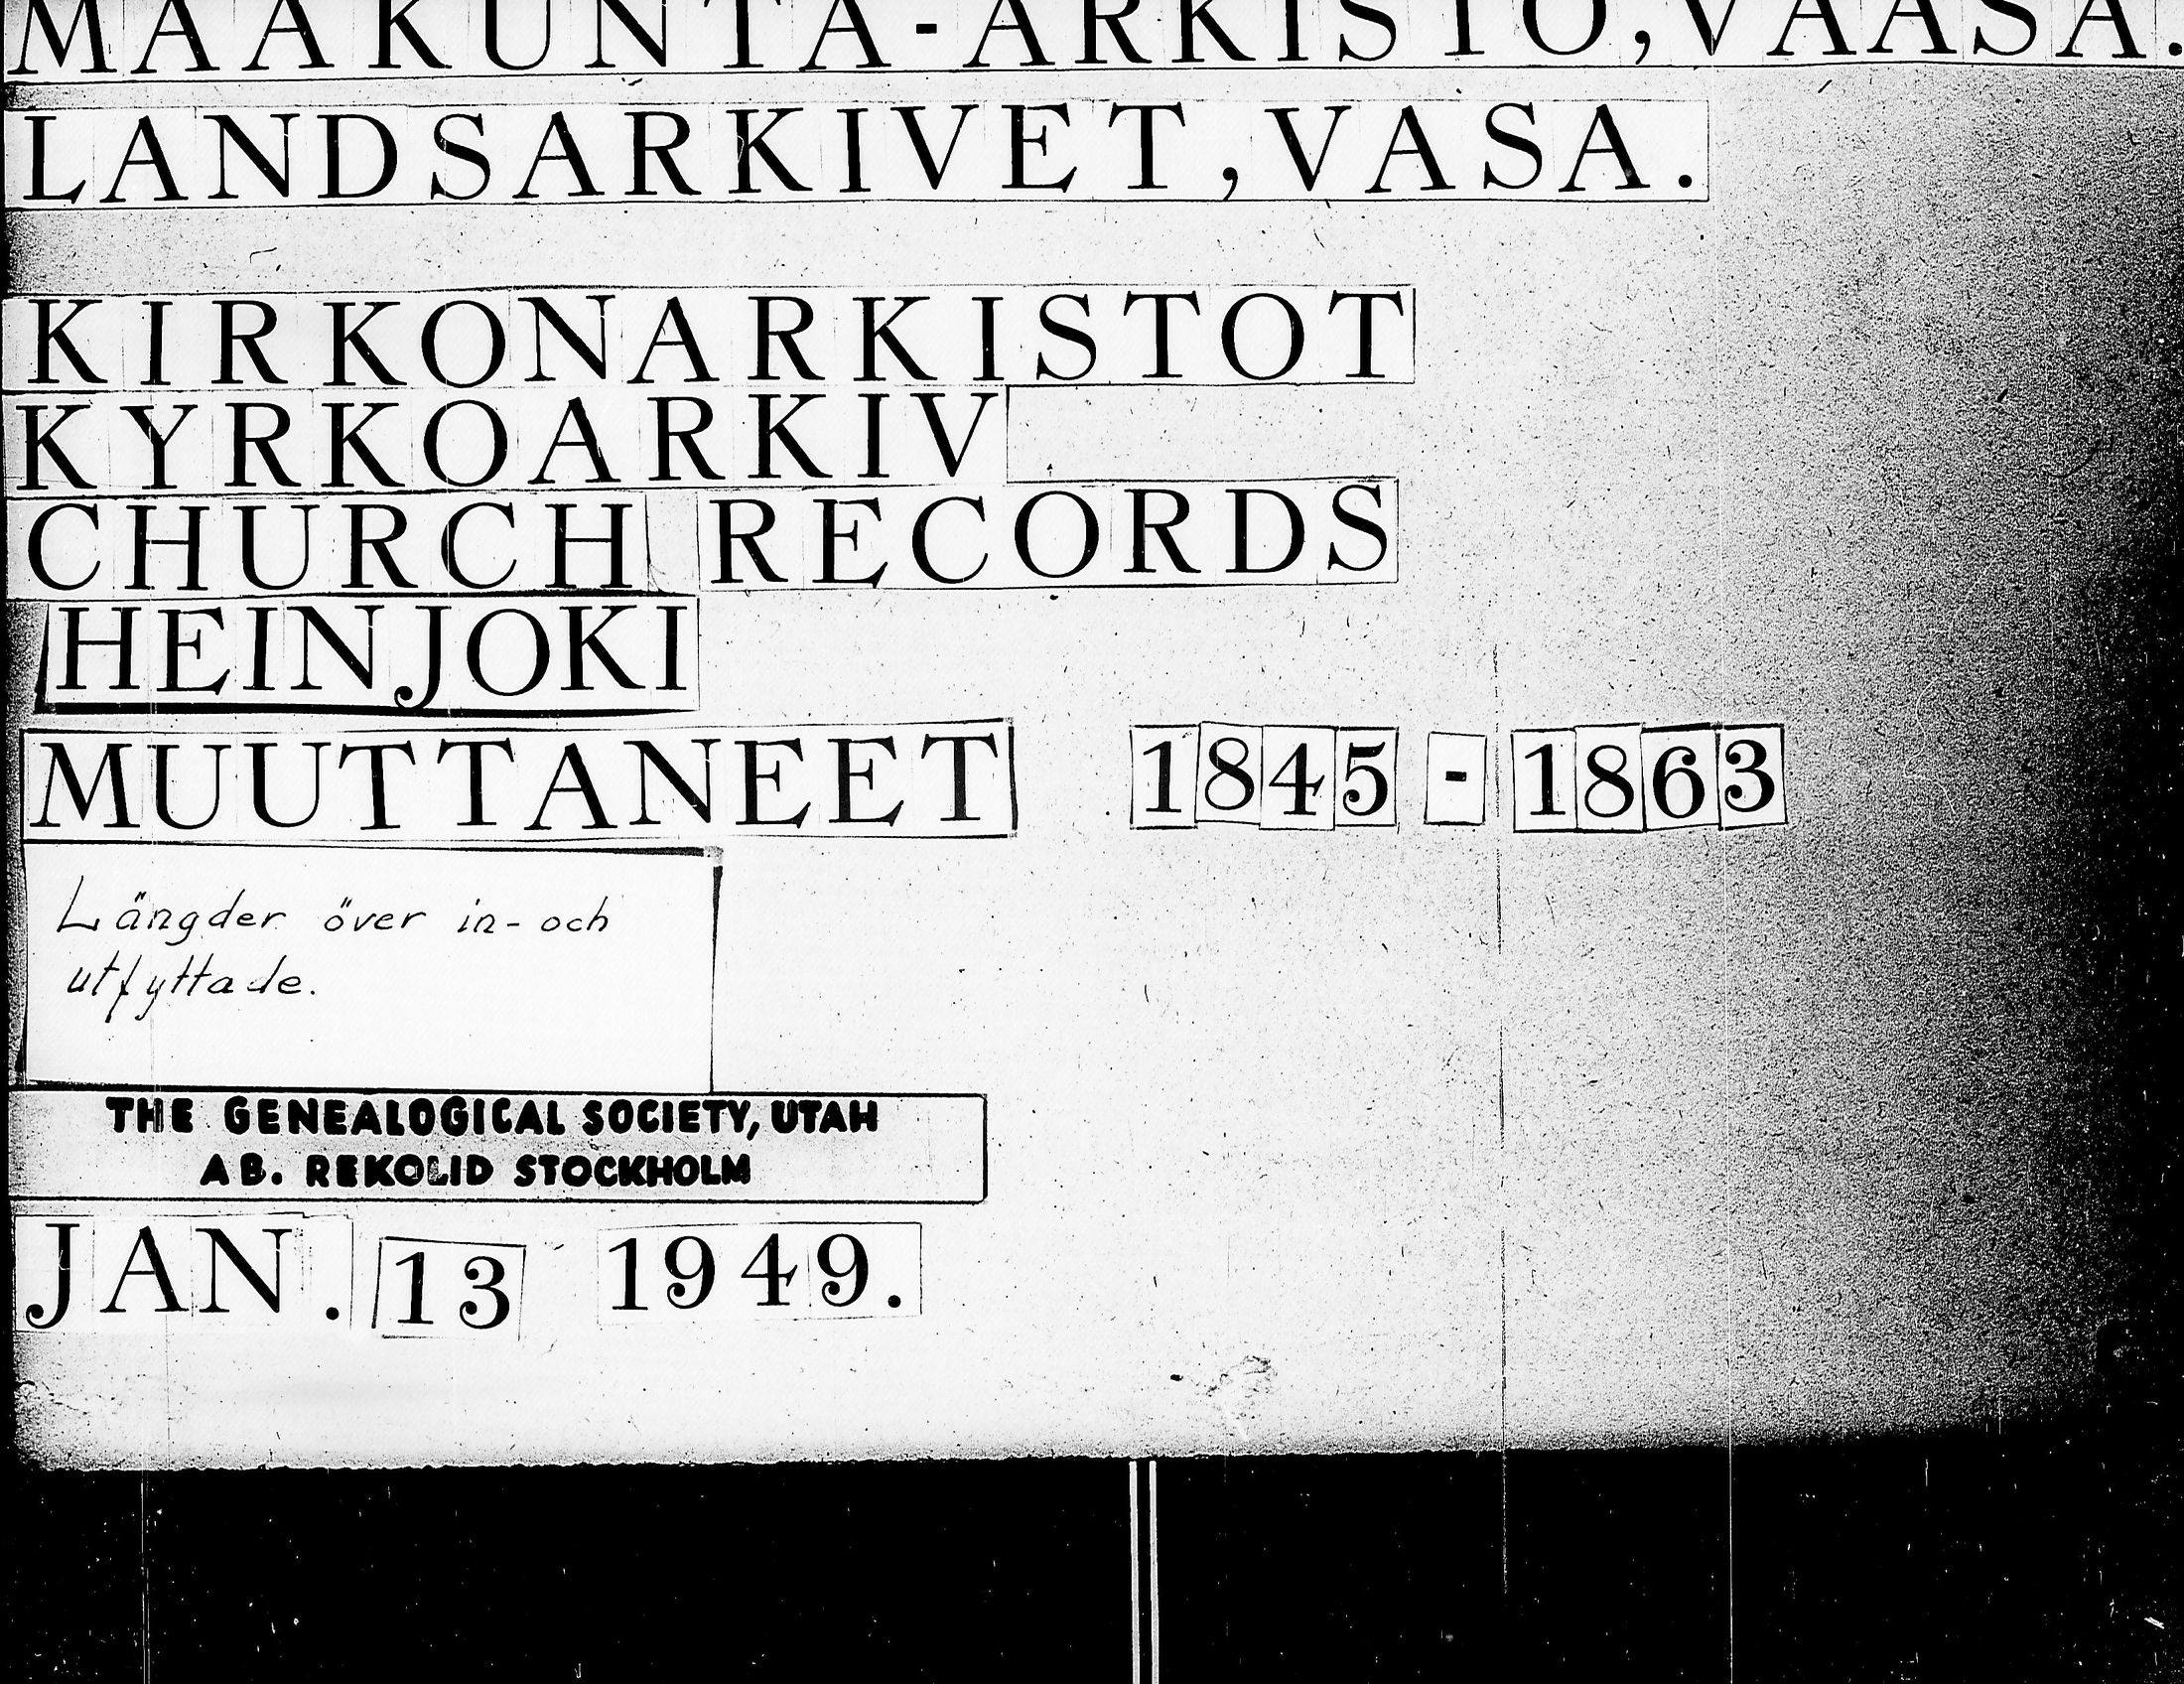 MAAKUNTA-ARKISTO, VAASA.
LANDSARKIVET, VASA.
KIRKONARKISTOT
KYRKOARKIV
CHURCH RECORDS
HEINJOKI
MUUTTANEET 1845 - 1863
Längder över in- och
utfyttade.
THE GENEALOGICAL SOCIETY, UTAH
AB. REKOLID STOCKHOLM
JAN. 13 1949.